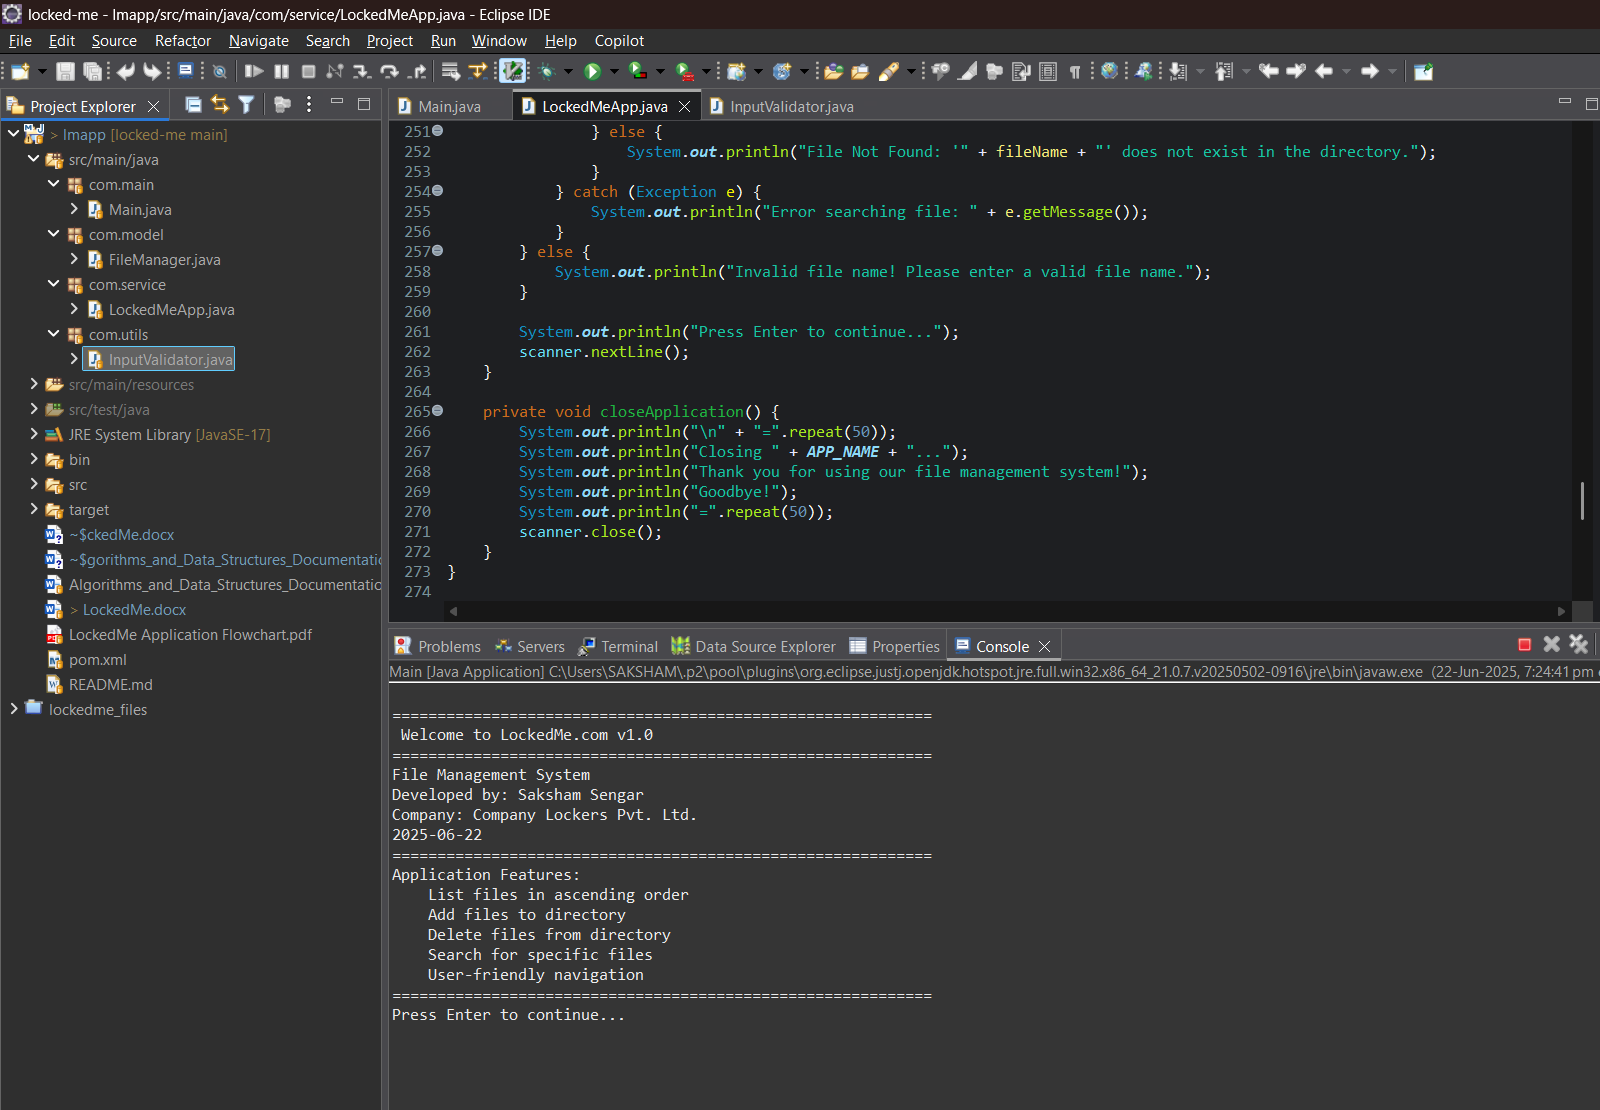 locked-me - lmapp/src/main/java/com/service/LockedMeApp.java - Eclipse IDE
File Edit Source Refactor Navigate Search Project Run Window Help Copilot
Project Explorer
> lmapp [locked-me main]
src/main/java
com.main
Main.java
com.model
FileManager.java
com.service
LockedMeApp.java
com.utils
InputValidator.java
src/main/resources
src/test/java
JRE System Library [JavaSE-17]
bin
src
target
~$ckedMe.docx
~$gorithms_and_Data_Structures_Documentatic
Algorithms_and_Data_Structures_Documentatic
> LockedMe.docx
LockedMe Application Flowchart.pdf
pom.xml
README.md
lockedme_files
Main.java LockedMeApp.java InputValidator.java
251 } else {
252 System.out.println("File Not Found: '" + fileName + "' does not exist in the directory.");
253 }
254 } catch (Exception e) {
255 System.out.println("Error searching file: " + e.getMessage());
256 }
257 } else {
258 System.out.println("Invalid file name! Please enter a valid file name.");
259 }
260
261 System.out.println("Press Enter to continue...");
262 scanner.nextLine();
263 }
264
265 private void closeApplication() {
266 System.out.println("\n" + "=".repeat(50));
267 System.out.println("Closing " + APP_NAME + "...");
268 System.out.println("Thank you for using our file management system!");
269 System.out.println("Goodbye!");
270 System.out.println("=".repeat(50));
271 scanner.close();
272 }
273 }
274
Problems Servers Terminal Data Source Explorer Properties Console
Main [Java Application] C:\Users\SAKSHAM\.p2\pool\plugins\org.eclipse.justj.openjdk.hotspot.jre.full.win32.x86_64_21.0.7.v20250502-0916\jre\bin\javaw.exe (22-Jun-2025, 7:24:41 pm
============================================================
Welcome to LockedMe.com v1.0
============================================================
File Management System
Developed by: Saksham Sengar
Company: Company Lockers Pvt. Ltd.
2025-06-22
============================================================
Application Features:
List files in ascending order
Add files to directory
Delete files from directory
Search for specific files
User-friendly navigation
============================================================
Press Enter to continue...